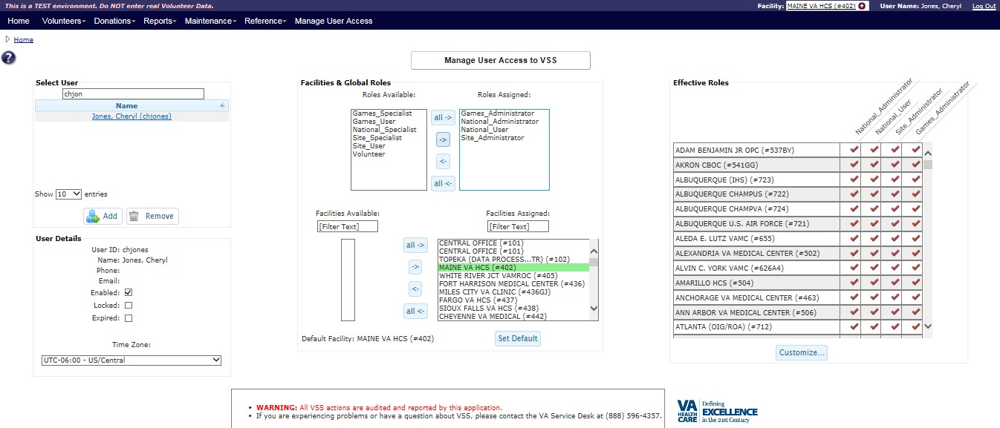 This is a TEST environment. Do NOT enter real Volunteer Data.
Facility: MAINE VA HCS (#402) User Name: Jones, Cheryl Log Out
Home Volunteers Donations Reports Maintenance Reference Manage User Access
Home
?
Manage User Access to VSS
Select User
chjon
Name
Jones, Cheryl (chjones)
Show 10 entries
Add Remove
User Details
User ID: chjones
Name: Jones, Cheryl
Phone:
Email:
Enabled:
Locked:
Expired:
Time Zone:
UTC-06:00 - US/Central
Facilities & Global Roles
Roles Available:
Games_Specialist
Games_User
National_Specialist
Site_Specialist
Site_User
Volunteer
all ->
->
<-
all <-
Roles Assigned:
Games_Administrator
National_Administrator
National_User
Site_Administrator
Facilities Available:
[Filter Text]
all ->
->
<-
all <-
Facilities Assigned:
[Filter Text]
CENTRAL OFFICE (#101)
CENTRAL OFFICE (#101)
TOPEKA (DATA PROCESS...TR) (#102)
MAINE VA HCS (#402)
WHITE RIVER JCT VAMROC (#405)
FORT HARRISON MEDICAL CENTER (#436)
MILES CITY VA CLINIC (#436GJ)
FARGO VA HCS (#437)
SIOUX FALLS VA HCS (#438)
CHEYENNE VA MEDICAL (#442)
Default Facility: MAINE VA HCS (#402) Set Default
Effective Roles
National_Administrator
National_User
Site_Administrator
Games_Administrator
ADAM BENJAMIN JR OPC (#537BY)
AKRON CBOC (#541GG)
ALBUQUERQUE (IHS) (#723)
ALBUQUERQUE CHAMPUS (#722)
ALBUQUERQUE CHAMPVA (#724)
ALBUQUERQUE U.S. AIR FORCE (#721)
ALEDA E. LUTZ VAMC (#655)
ALEXANDRIA VA MEDICAL CENTER (#502)
ALVIN C. YORK VAMC (#626A4)
AMARILLO HCS (#504)
ANCHORAGE VA MEDICAL CENTER (#463)
ANN ARBOR VA MEDICAL CENTER (#506)
ATLANTA (OIG/ROA) (#712)
Customize...
• WARNING: All VSS actions are audited and reported by this application.
• If you are experiencing problems or have a question about VSS, please contact the VA Service Desk at (888) 596-4357.
VA
HEALTH
CARE
Defining
EXCELLENCE
in the 21st Century